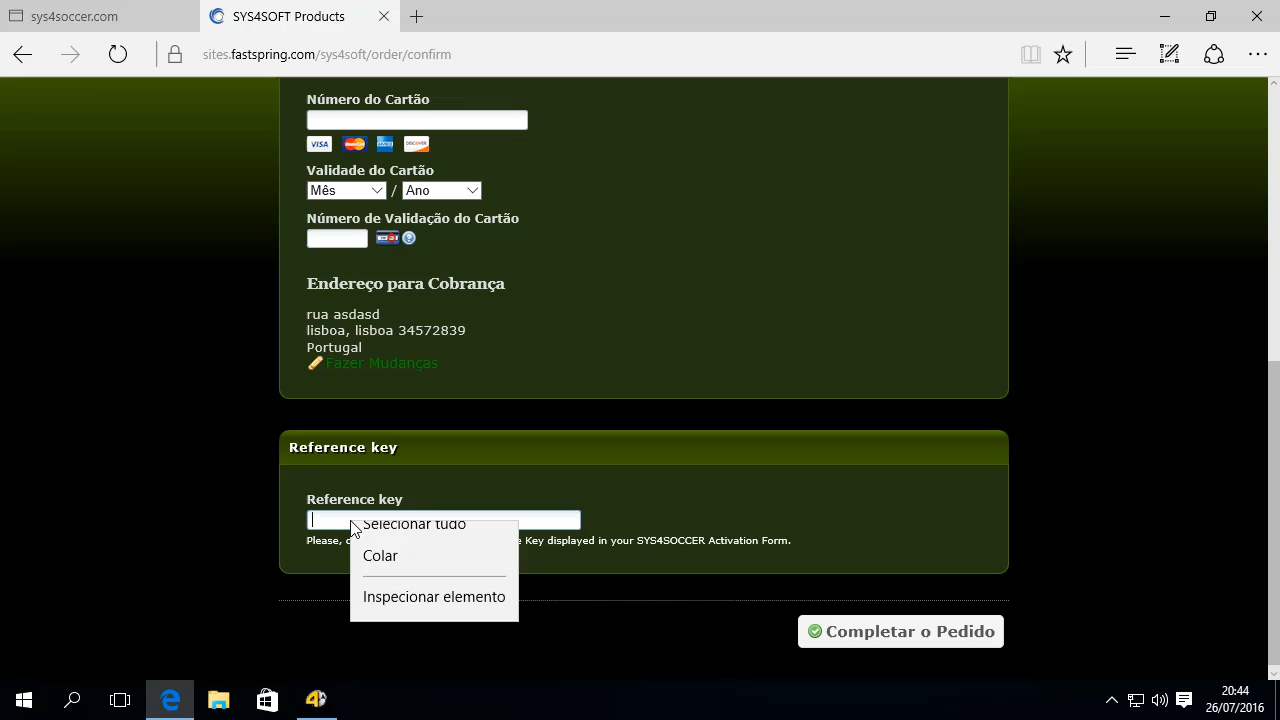 sys4soccer.com
SYS4SOFT Products
sites.fastspring.com/sys4soft/order/confirm
Número do Cartão
VISA
DISCOVER
Validade do Cartão
Mês / Ano
Número de Validação do Cartão
Endereço para Cobrança
rua asdasd
lisboa, lisboa 34572839
Portugal
Fazer Mudanças
Reference key
Reference key
Selecionar tudo
Please, Key displayed in your SYS4SOCCER Activation Form.
Colar
Inspecionar elemento
Completar o Pedido
20:44
26/07/2016